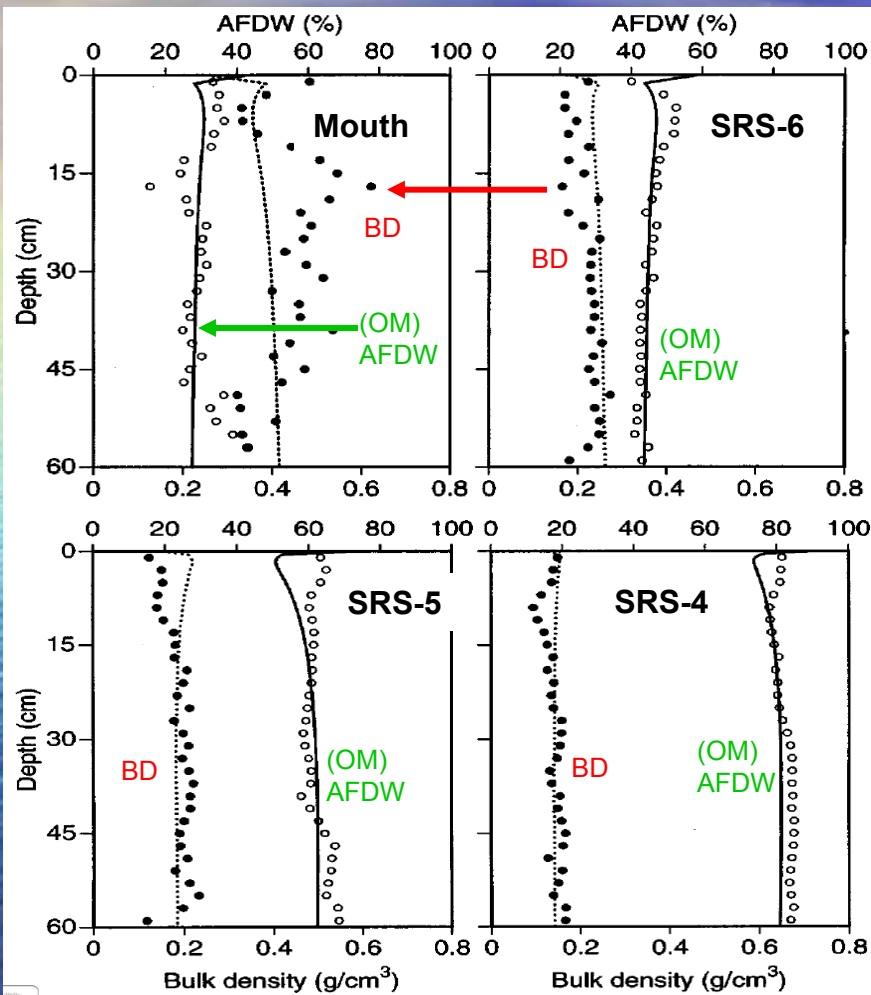 AFDW (%)
AFDW (%)
0 20 40 60 80 100
0 20 40 60 80 100
Depth (cm)
0
15
30
45
60
Mouth
BD
(OM)
AFDW
SRS-6
BD
(OM)
AFDW
0 0.2 0.4 0.6 0.8
0 0.2 0.4 0.6 0.8
0 20 40 60 80 100
0 20 40 60 80 100
Depth (cm)
0
15
30
45
60
SRS-5
BD
(OM)
AFDW
SRS-4
BD
(OM)
AFDW
0 0.2 0.4 0.6 0.8
0 0.2 0.4 0.6 0.8
Bulk density (g/cm³)
Bulk density (g/cm³)